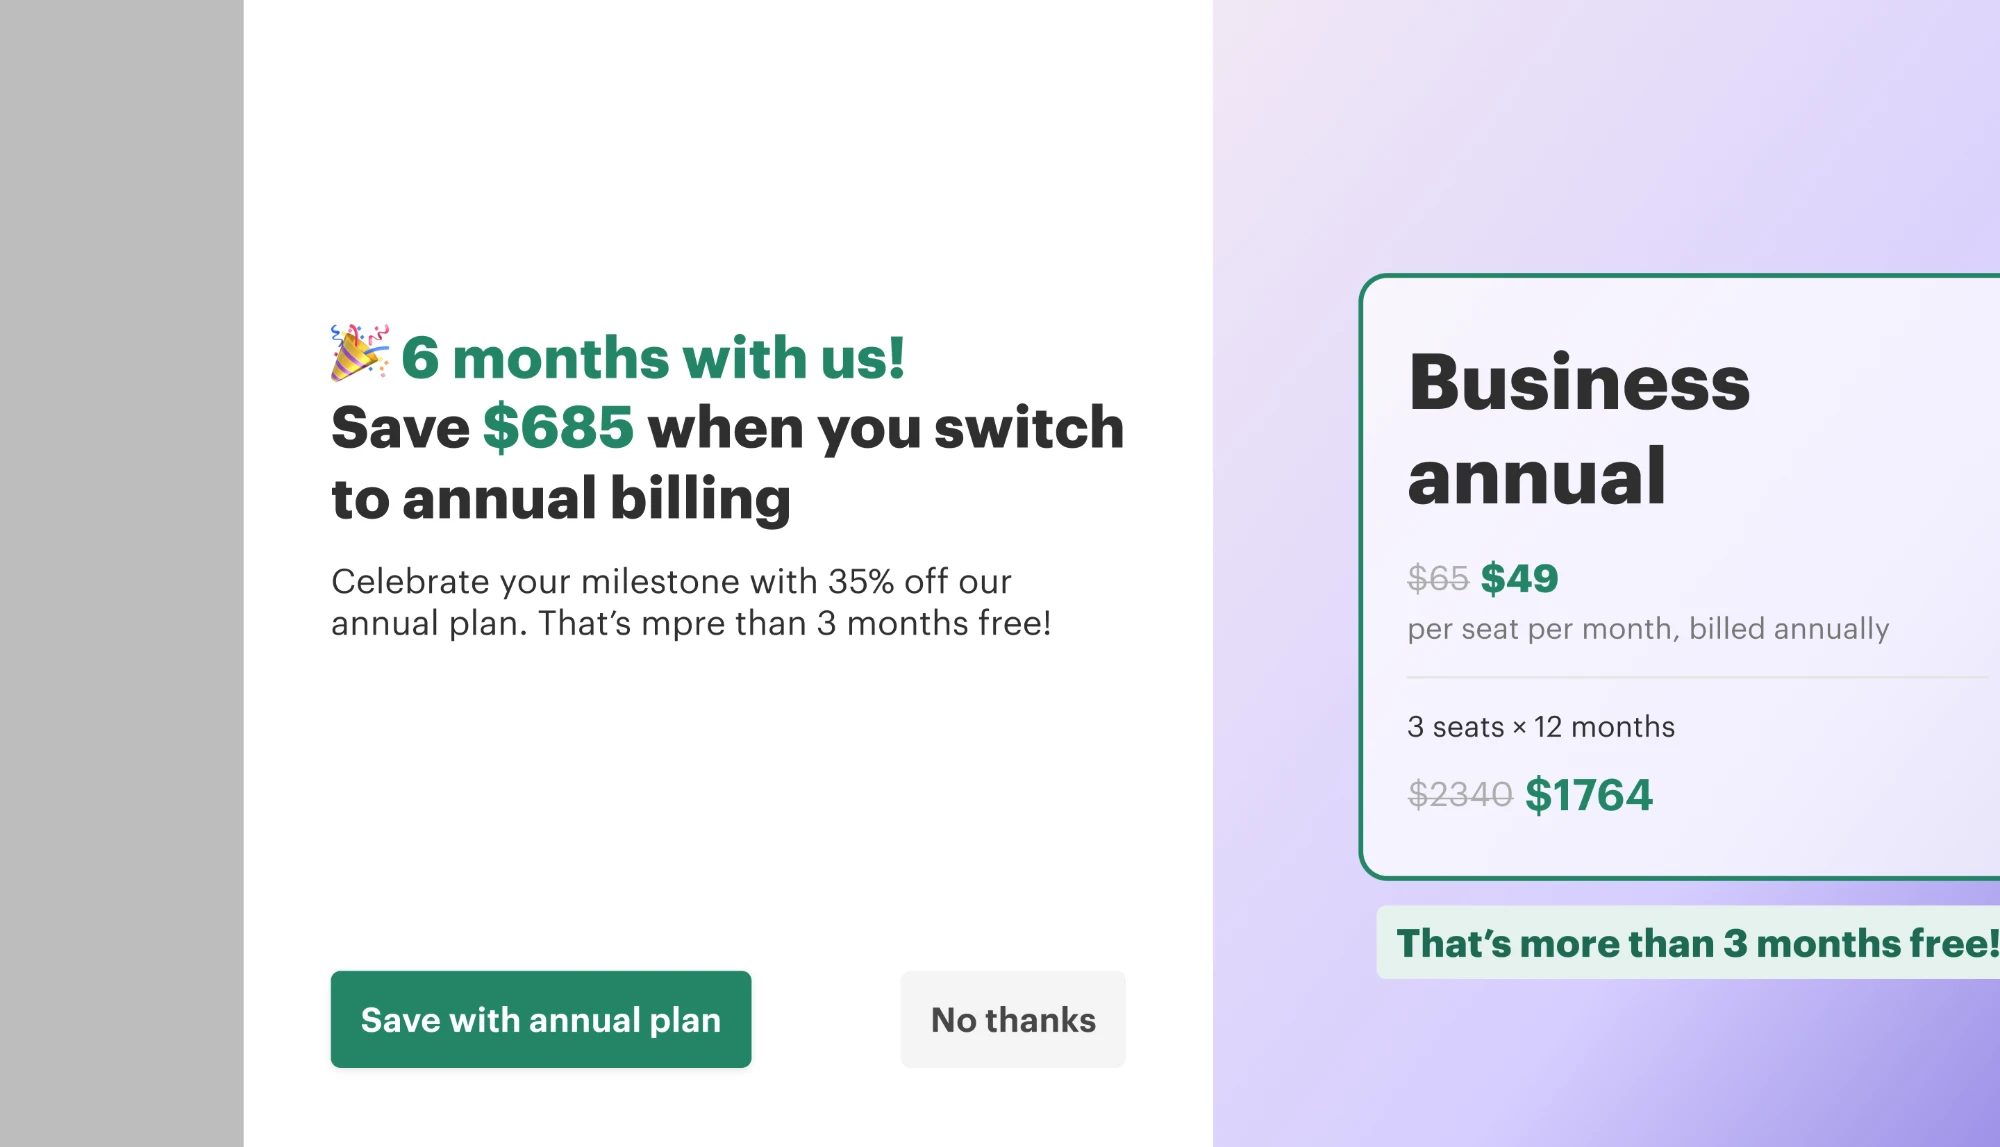 🎉 6 months with us!
Save $685 when you switch
to annual billing
Celebrate your milestone with 35% off our
annual plan. That’s mpre than 3 months free!
Save with annual plan
No thanks
Business
annual
$65 $49
per seat per month, billed annually
3 seats × 12 months
$2340 $1764
That’s more than 3 months free!